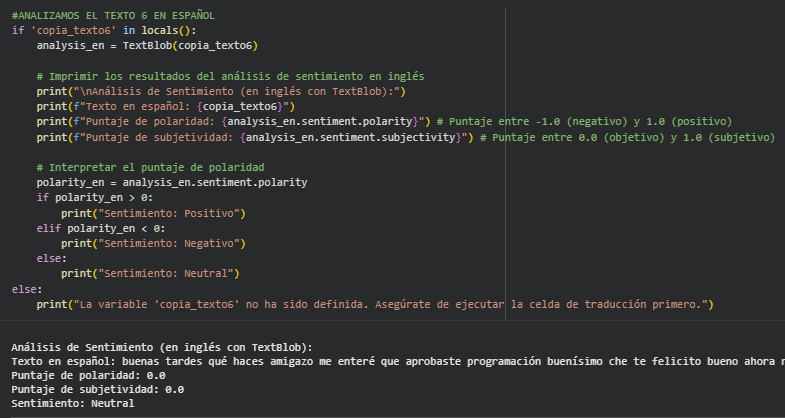 #ANALIZAMOS EL TEXTO 6 EN ESPAÑOL
if 'copia_texto6' in locals():
    analysis_en = TextBlob(copia_texto6)

    # Imprimir los resultados del análisis de sentimiento en inglés
    print("\nAnálisis de Sentimiento (en inglés con TextBlob):")
    print(f"Texto en español: {copia_texto6}")
    print(f"Puntaje de polaridad: {analysis_en.sentiment.polarity}") # Puntaje entre -1.0 (negativo) y 1.0 (positivo)
    print(f"Puntaje de subjetividad: {analysis_en.sentiment.subjectivity}") # Puntaje entre 0.0 (objetivo) y 1.0 (subjetivo)

    # Interpretar el puntaje de polaridad
    polarity_en = analysis_en.sentiment.polarity
    if polarity_en > 0:
        print("Sentimiento: Positivo")
    elif polarity_en < 0:
        print("Sentimiento: Negativo")
    else:
        print("Sentimiento: Neutral")
else:
    print("La variable 'copia_texto6' no ha sido definida. Asegúrate de ejecutar la celda de traducción primero.")

Análisis de Sentimiento (en inglés con TextBlob):
Texto en español: buenas tardes qué haces amigazo me enteré que aprobaste programación buenísimo che te felicito bueno ahora
Puntaje de polaridad: 0.0
Puntaje de subjetividad: 0.0
Sentimiento: Neutral